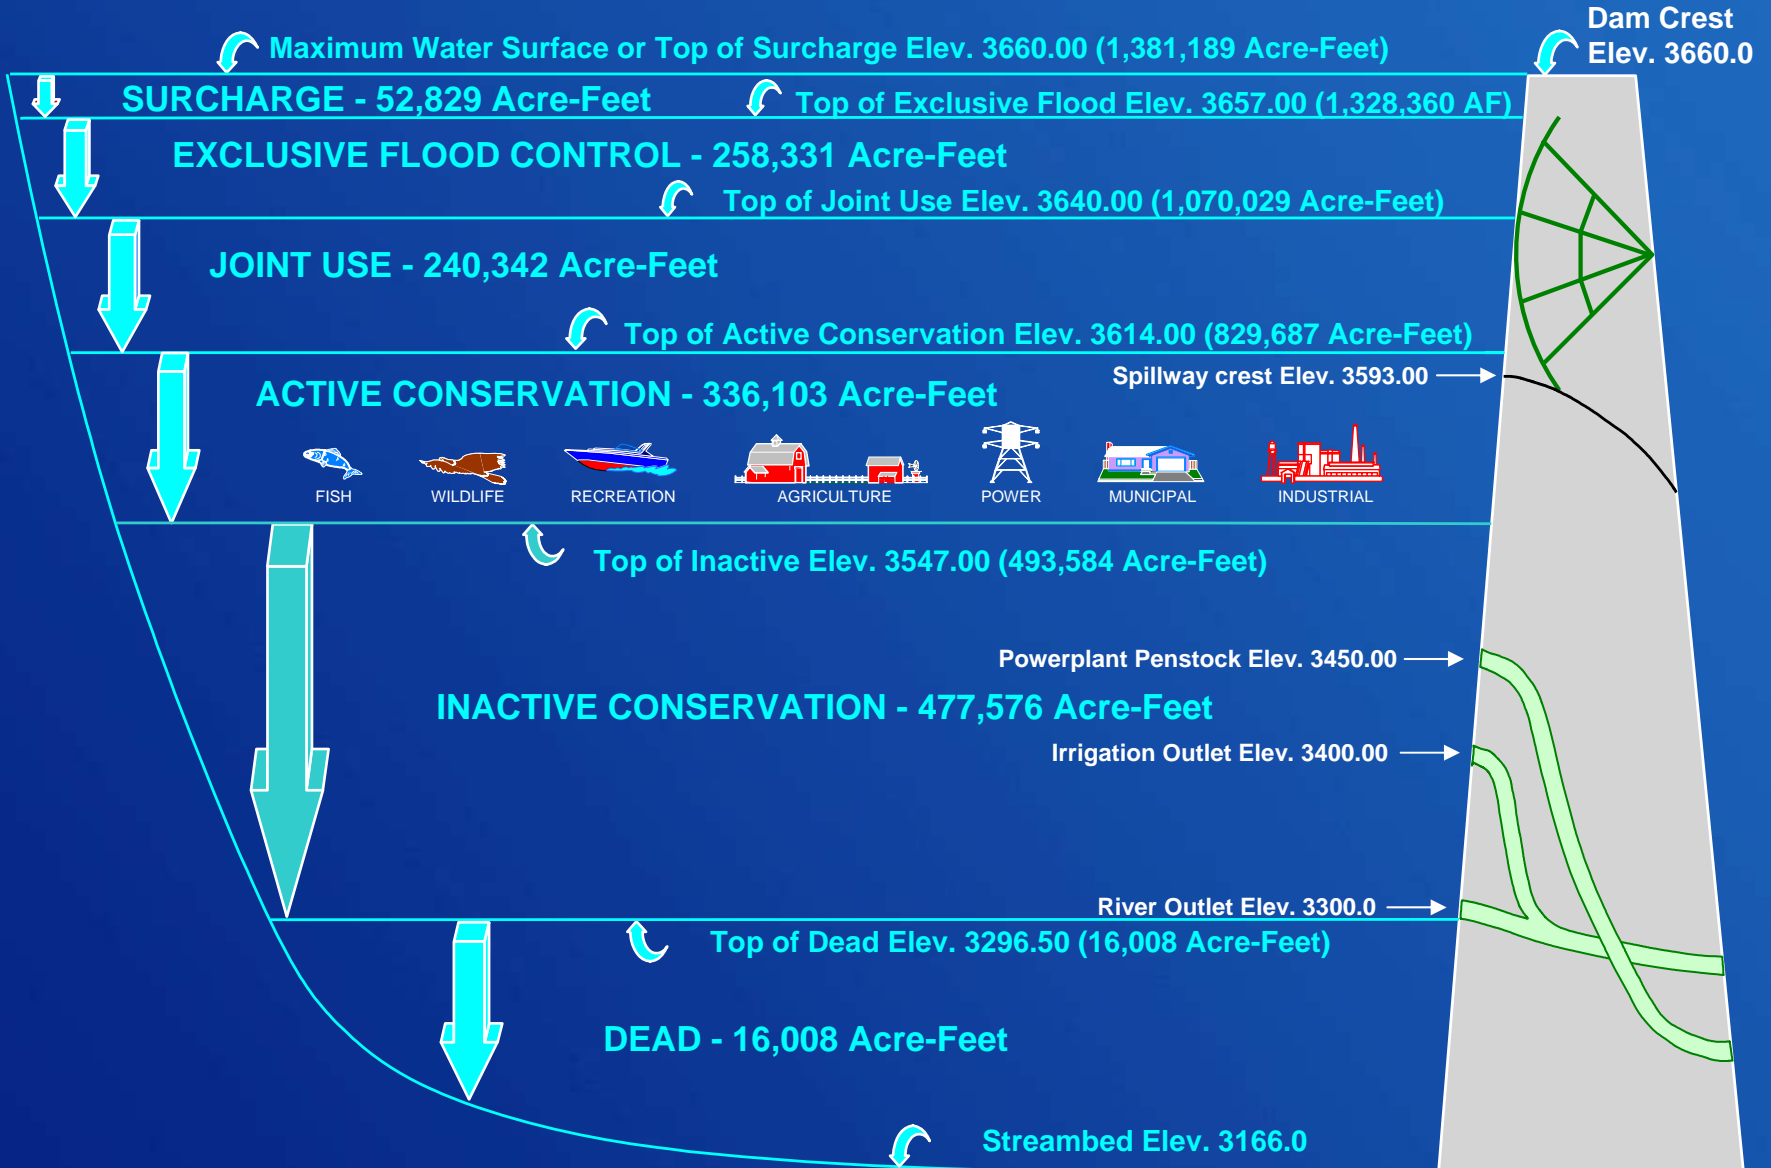 Dam Crest
Elev. 3660.0
Maximum Water Surface or Top of Surcharge Elev. 3660.00 (1,381,189 Acre-Feet)
SURCHARGE - 52,829 Acre-Feet
Top of Exclusive Flood Elev. 3657.00 (1,328,360 AF)
EXCLUSIVE FLOOD CONTROL - 258,331 Acre-Feet
Top of Joint Use Elev. 3640.00 (1,070,029 Acre-Feet)
JOINT USE - 240,342 Acre-Feet
Top of Active Conservation Elev. 3614.00 (829,687 Acre-Feet)
Spillway crest Elev. 3593.00
ACTIVE CONSERVATION - 336,103 Acre-Feet
FISH WILDLIFE RECREATION AGRICULTURE POWER MUNICIPAL INDUSTRIAL
Top of Inactive Elev. 3547.00 (493,584 Acre-Feet)
Powerplant Penstock Elev. 3450.00
INACTIVE CONSERVATION - 477,576 Acre-Feet
Irrigation Outlet Elev. 3400.00
River Outlet Elev. 3300.0
Top of Dead Elev. 3296.50 (16,008 Acre-Feet)
DEAD - 16,008 Acre-Feet
Streambed Elev. 3166.0